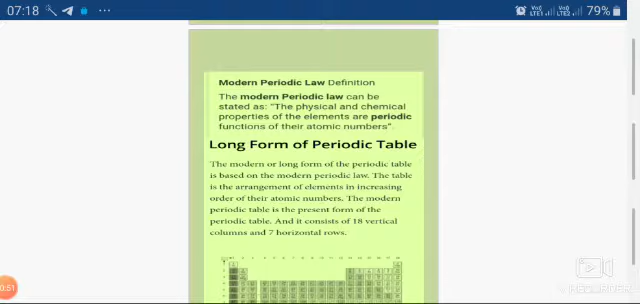 07:18
79%
Modern Periodic Law Definition
The modern Periodic law can be
stated as: "The physical and chemical
properties of the elements are periodic
functions of their atomic numbers".
Long Form of Periodic Table
The modern or long form of the periodic table
is based on the modern periodic law. The table
is the arrangement of elements in increasing
order of their atomic numbers. The modern
periodic table is the present form of the
periodic table. And it consists of 18 vertical
columns and 7 horizontal rows.
0:51
RECORDER